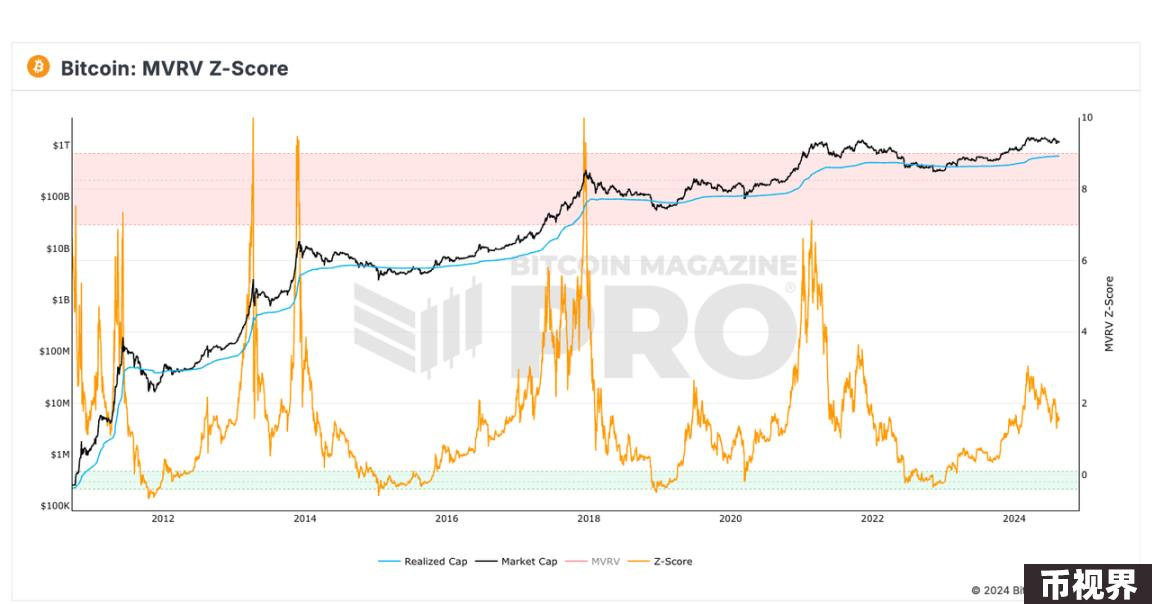 Bitcoin: MVRV Z-Score
10
$1T
8
$100B
6
$10B
BITCOIN MAGAZINE
PRO®
$1B
4
$100M
MVRV Z-Score
$10M
2
$1M
0
$100K
2012 2014 2016 2018 2020 2022 2024
Realized Cap Market Cap MVRV Z-Score
© 2024
币视界